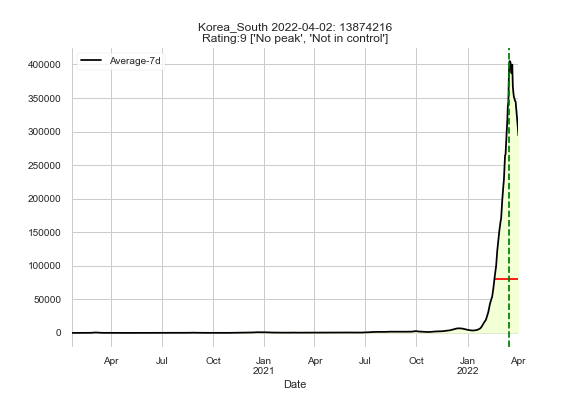 Korea_South 2022-04-02: 13874216
Rating:9 ['No peak', 'Not in control']
Average-7d
400000
350000
300000
250000
200000
150000
100000
50000
0
Apr Jul Oct Jan Apr Jul Oct Jan Apr
2021 2022
Date